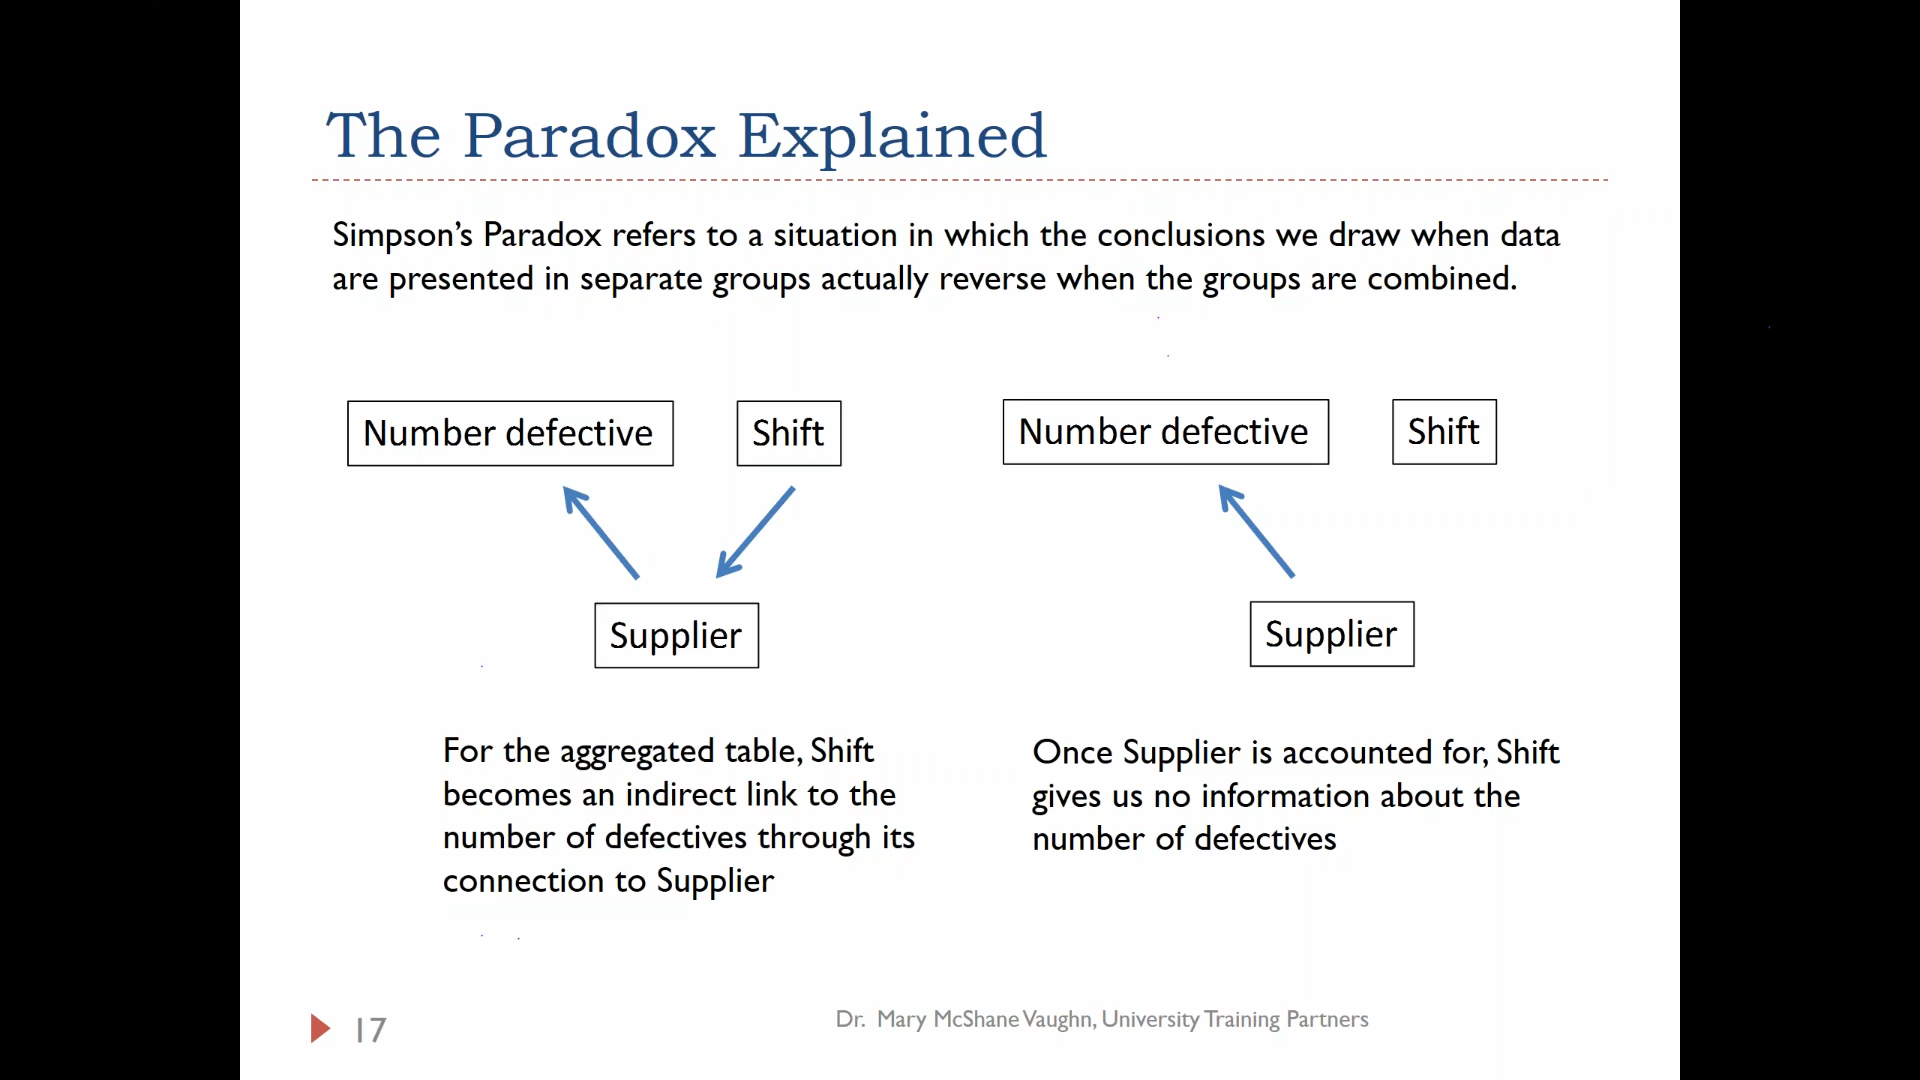 The Paradox Explained
Simpson's Paradox refers to a situation in which the conclusions we draw when data
are presented in separate groups actually reverse when the groups are combined.
Number defective
Shift
Supplier
Number defective
Shift
Supplier
For the aggregated table, Shift
becomes an indirect link to the
number of defectives through its
connection to Supplier
Once Supplier is accounted for, Shift
gives us no information about the
number of defectives
17
Dr. Mary McShane Vaughn, University Training Partners